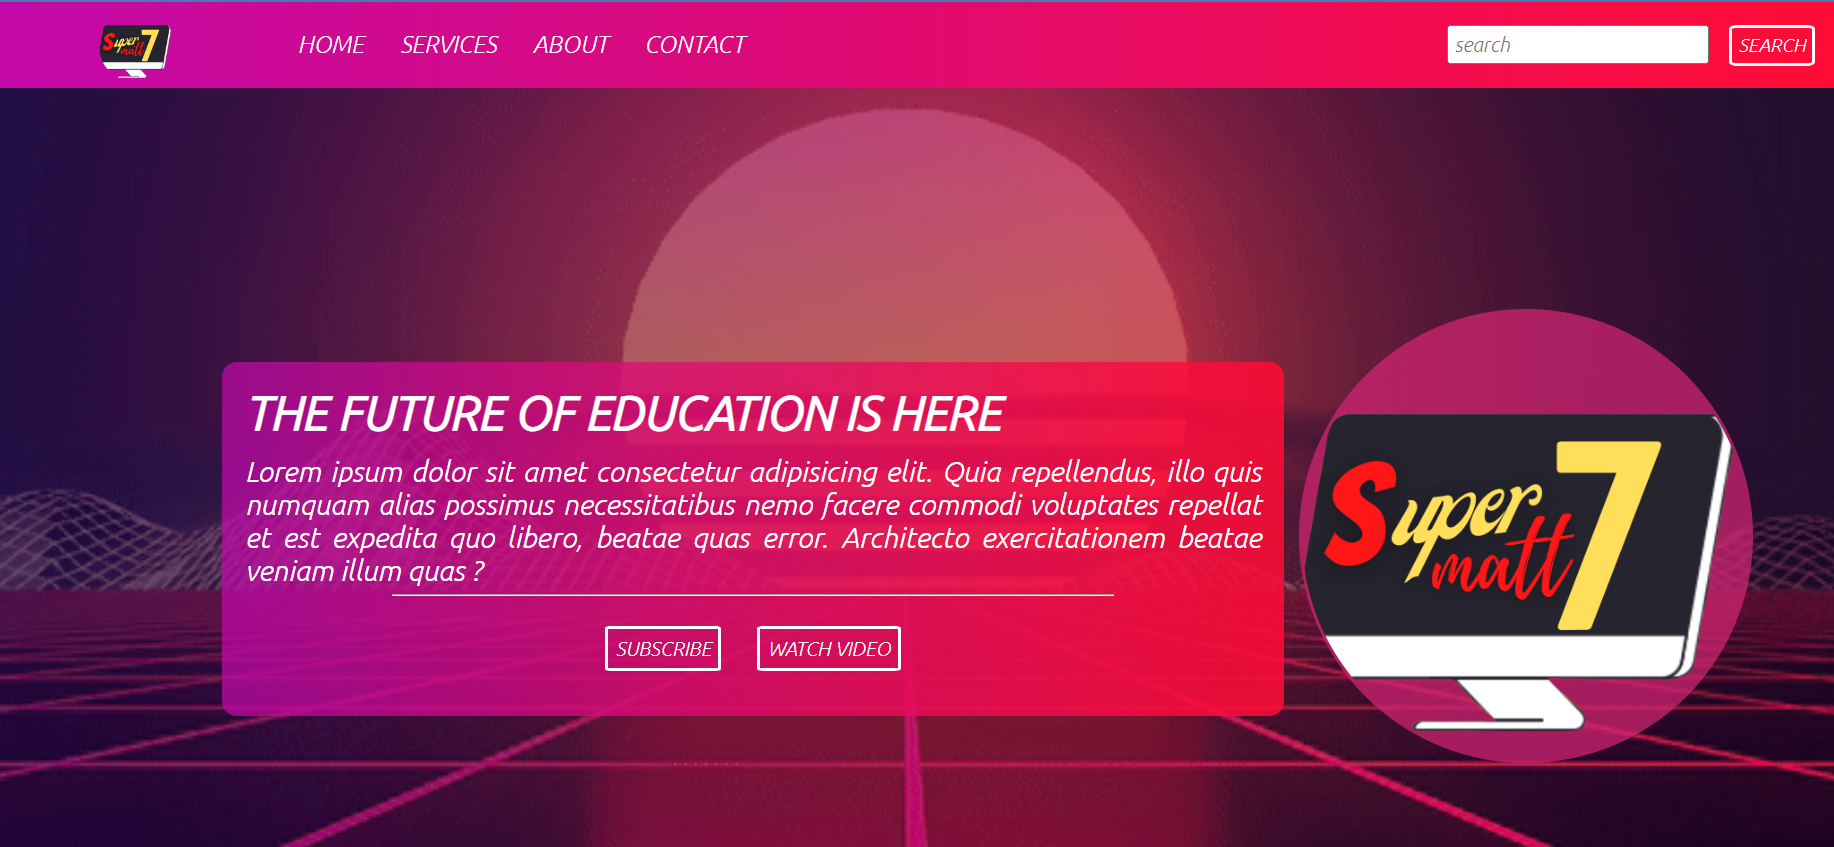 Super
matt 7
HOME SERVICES ABOUT CONTACT
search
SEARCH
THE FUTURE OF EDUCATION IS HERE
Lorem ipsum dolor sit amet consectetur adipisicing elit. Quia repellendus, illo quis
numquam alias possimus necessitatibus nemo facere commodi voluptates repellat
et est expedita quo libero, beatae quas error. Architecto exercitationem beatae
veniam illum quas ?
SUBSCRIBE
WATCH VIDEO
Super
matt 7